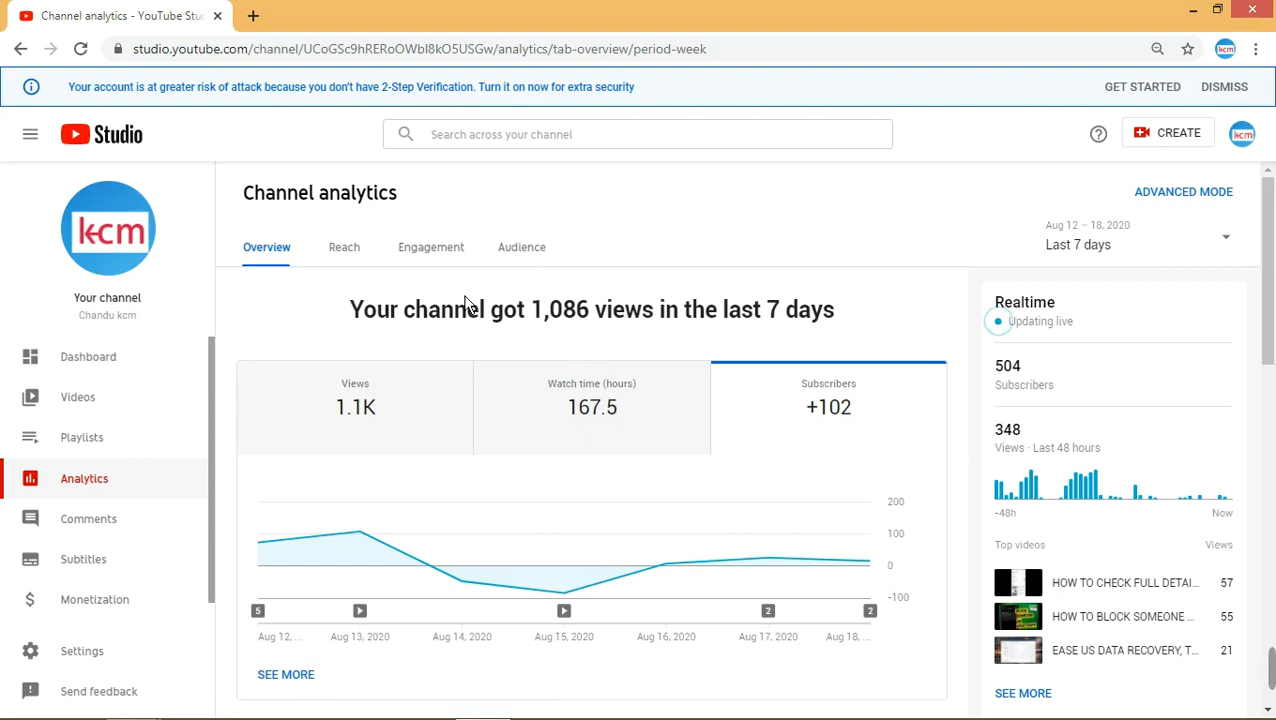 Channel analytics - YouTube Stu
studio.youtube.com/channel/UCoGSc9hRERoOWbI8kO5USGw/analytics/tab-overview/period-week
kcm
Your account is at greater risk of attack because you don't have 2-Step Verification. Turn it on now for extra security
GET STARTED
DISMISS
Studio
Search across your channel
CREATE
kcm
kcm
Your channel
Chandu kcm
Dashboard
Videos
Playlists
Analytics
Comments
Subtitles
Monetization
Settings
Send feedback
Channel analytics
ADVANCED MODE
Overview
Reach
Engagement
Audience
Aug 12 – 18, 2020
Last 7 days
Your channel got 1,086 views in the last 7 days
Views
1.1K
Watch time (hours)
167.5
Subscribers
+102
200
100
0
-100
5
2
2
Aug 12, ...
Aug 13, 2020
Aug 14, 2020
Aug 15, 2020
Aug 16, 2020
Aug 17, 2020
Aug 18, ...
SEE MORE
Realtime
Updating live
504
Subscribers
348
Views · Last 48 hours
-48h
Now
Top videos
Views
HOW TO CHECK FULL DETAI...
57
HOW TO BLOCK SOMEONE ...
55
EASE US DATA RECOVERY, T...
21
SEE MORE